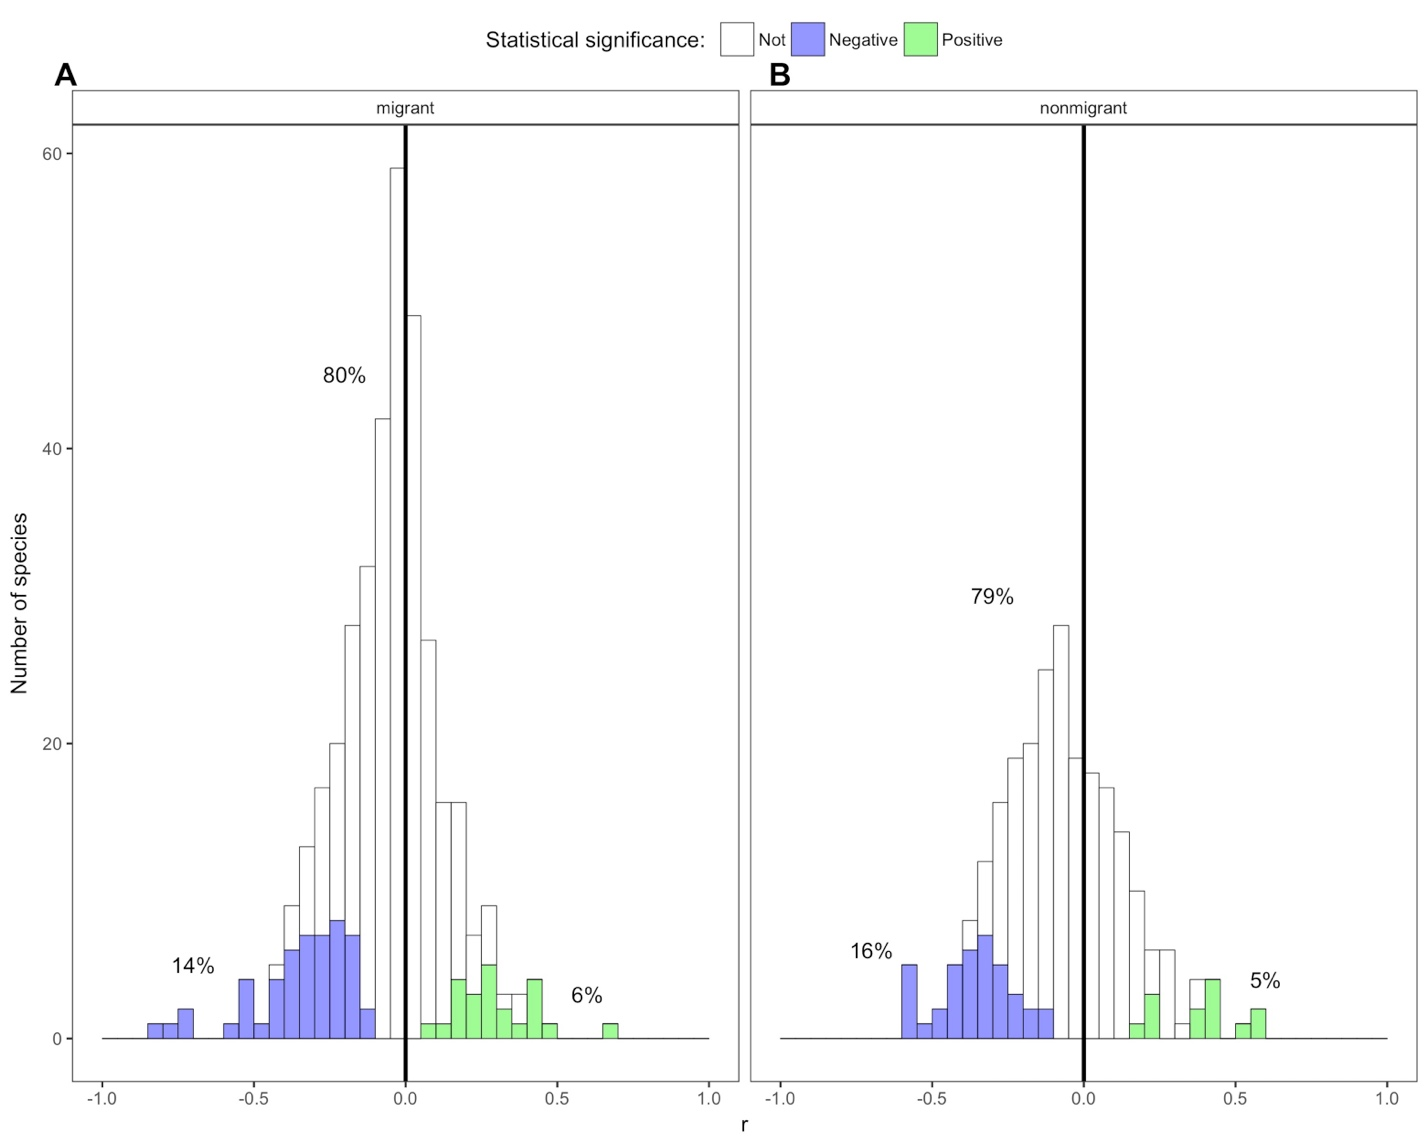 Statistical significance: Not Negative Positive
A B
migrant nonmigrant
60
80%
40
79%
Number of species
20
14% 6% 16% 5%
0
-1.0 -0.5 0.0 0.5 1.0 -1.0 -0.5 0.0 0.5 1.0
r